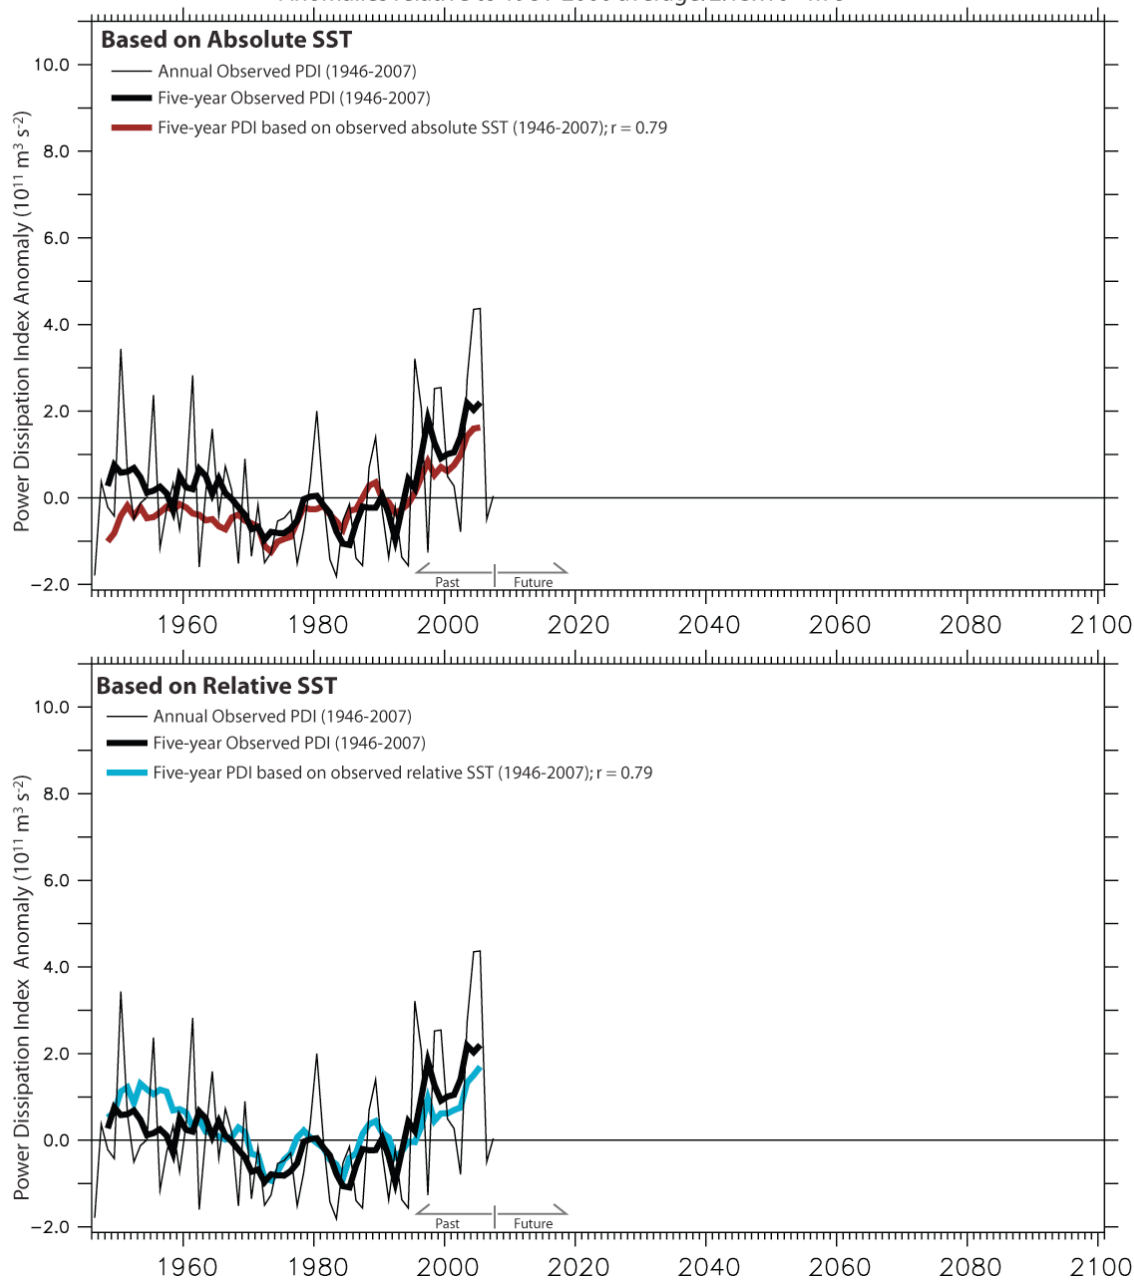 Based on Absolute SST
Annual Observed PDI (1946-2007)
Five-year Observed PDI (1946-2007)
Five-year PDI based on observed absolute SST (1946-2007); r = 0.79
Power Dissipation Index Anomaly (10¹¹ m³ s⁻²)
10.0
8.0
6.0
4.0
2.0
0.0
−2.0
Past
Future
1960 1980 2000 2020 2040 2060 2080 2100
Based on Relative SST
Annual Observed PDI (1946-2007)
Five-year Observed PDI (1946-2007)
Five-year PDI based on observed relative SST (1946-2007); r = 0.79
Power Dissipation Index Anomaly (10¹¹ m³ s⁻²)
10.0
8.0
6.0
4.0
2.0
0.0
−2.0
Past
Future
1960 1980 2000 2020 2040 2060 2080 2100